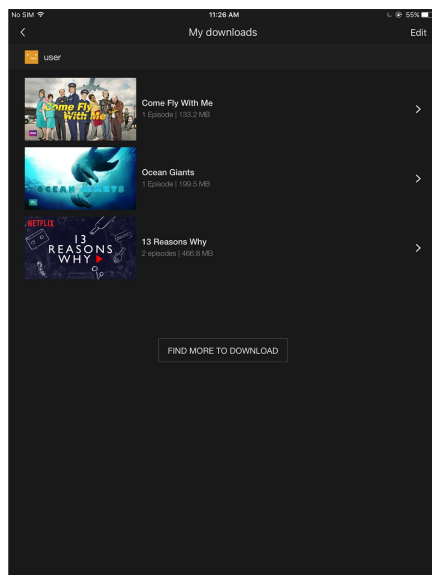 No SIM 11:26 AM 55%
My downloads Edit
user
Come Fly With Me
Come Fly With Me
1 Episode | 133.2 MB
OCEAN GIANTS
Ocean Giants
1 Episode | 199.5 MB
NETFLIX
13
REASONS
WHY
13 Reasons Why
2 episodes | 466.8 MB
FIND MORE TO DOWNLOAD